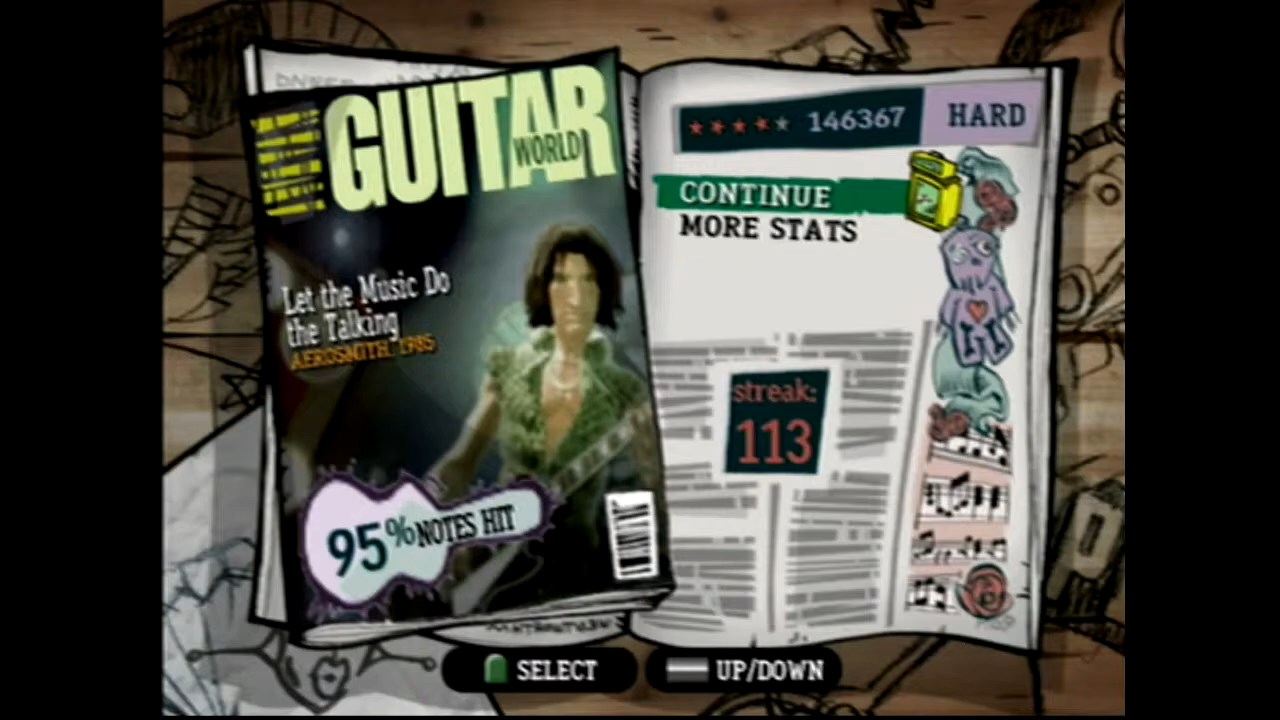 GUITAR
WORLD
Let the Music Do
the Talking
AEROSMITH, 1985
95% NOTES HIT
146367
HARD
CONTINUE
MORE STATS
streak:
113
SELECT
UP/DOWN